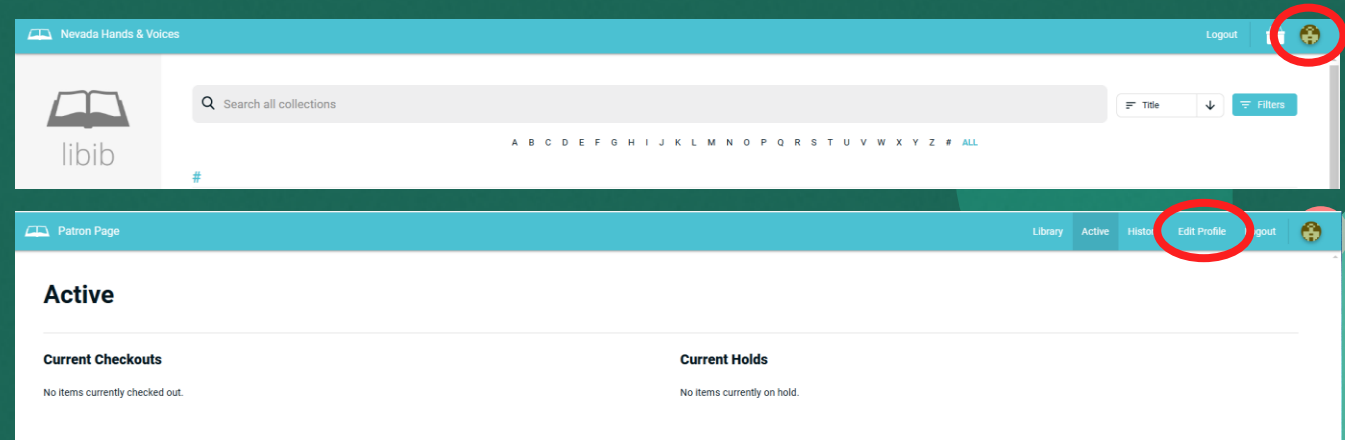 Nevada Hands & Voices
Logout
Search all collections
Title
Filters
A B C D E F G H I J K L M N O P Q R S T U V W X Y Z # ALL
libib
#
Patron Page
Library Active Edit Profile
Active
Current Checkouts
Current Holds
No items currently checked out.
No items currently on hold.